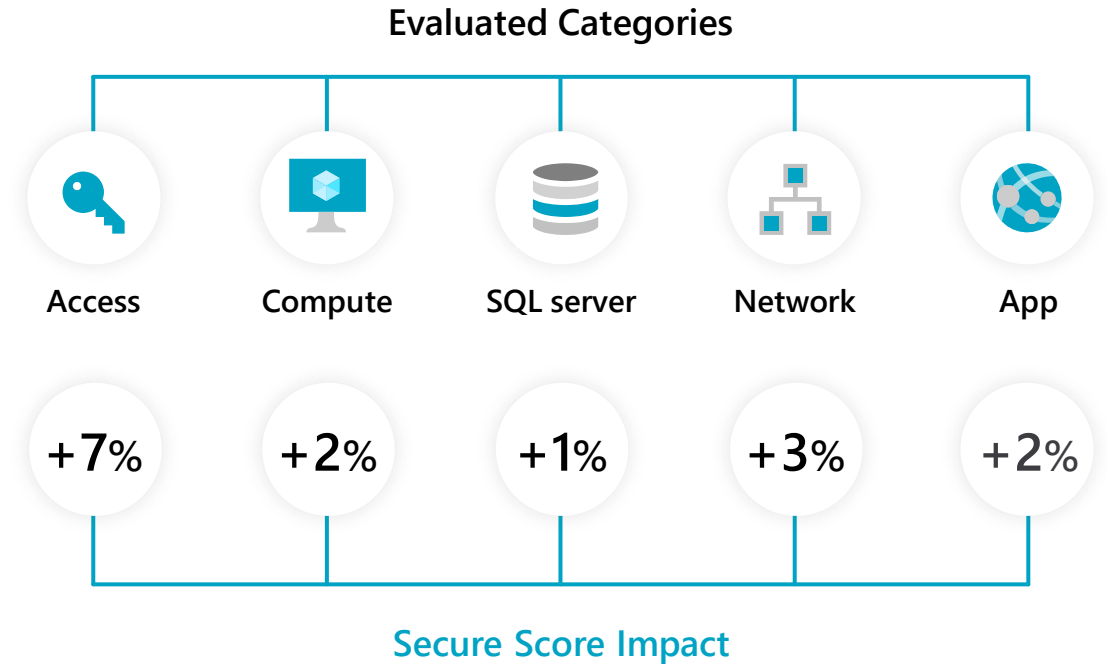 Evaluated Categories
Access
Compute
SQL server
Network
App
+7%
+2%
+1%
+3%
+2%
Secure Score Impact